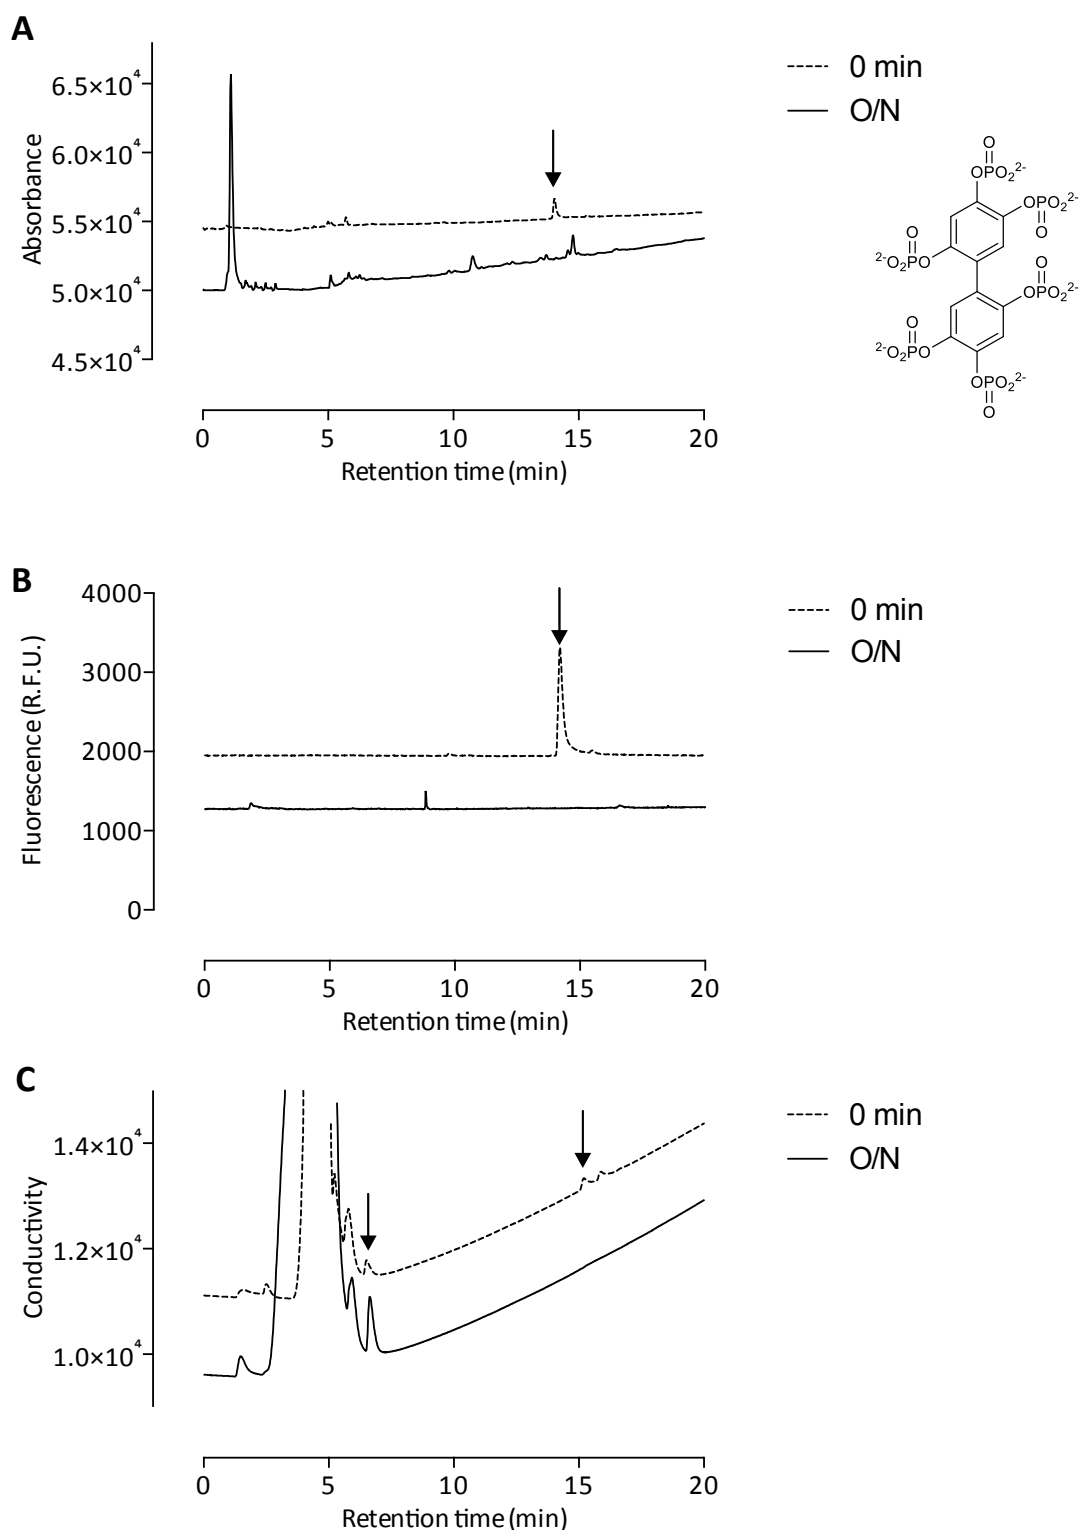 A
6.5×10⁴
6.0×10⁴
5.5×10⁴
5.0×10⁴
4.5×10⁴
Absorbance
0 5 10 15 20
Retention time (min)
0 min
O/N
O
OPO₂²⁻
OPO₂²⁻
O
O
²⁻O₂PO
O
OPO₂²⁻
O
²⁻O₂PO
OPO₂²⁻
O
B
4000
3000
2000
1000
0
Fluorescence (R.F.U.)
0 5 10 15 20
Retention time (min)
0 min
O/N
C
1.4×10⁴
1.2×10⁴
1.0×10⁴
Conductivity
0 5 10 15 20
Retention time (min)
0 min
O/N